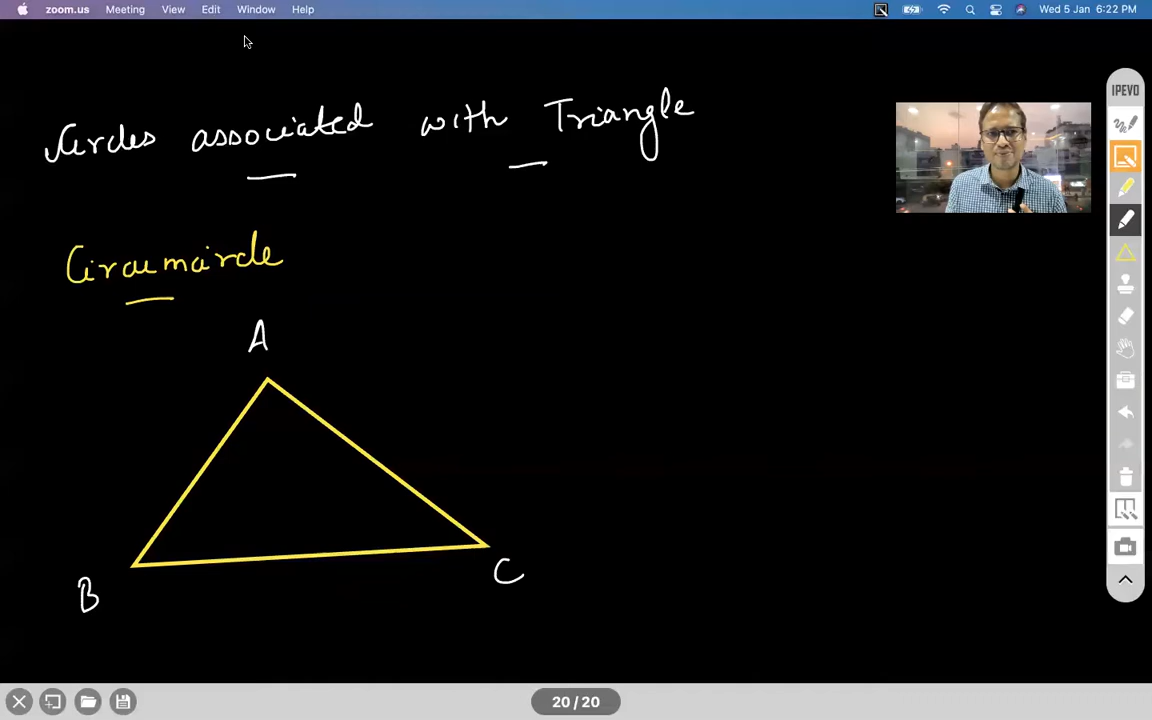 zoom.us Meeting View Edit Window Help Wed 5 Jan 6:22 PM
IPEVO
Circles associated with Triangle
Circumcircle
A
B
C
20 / 20